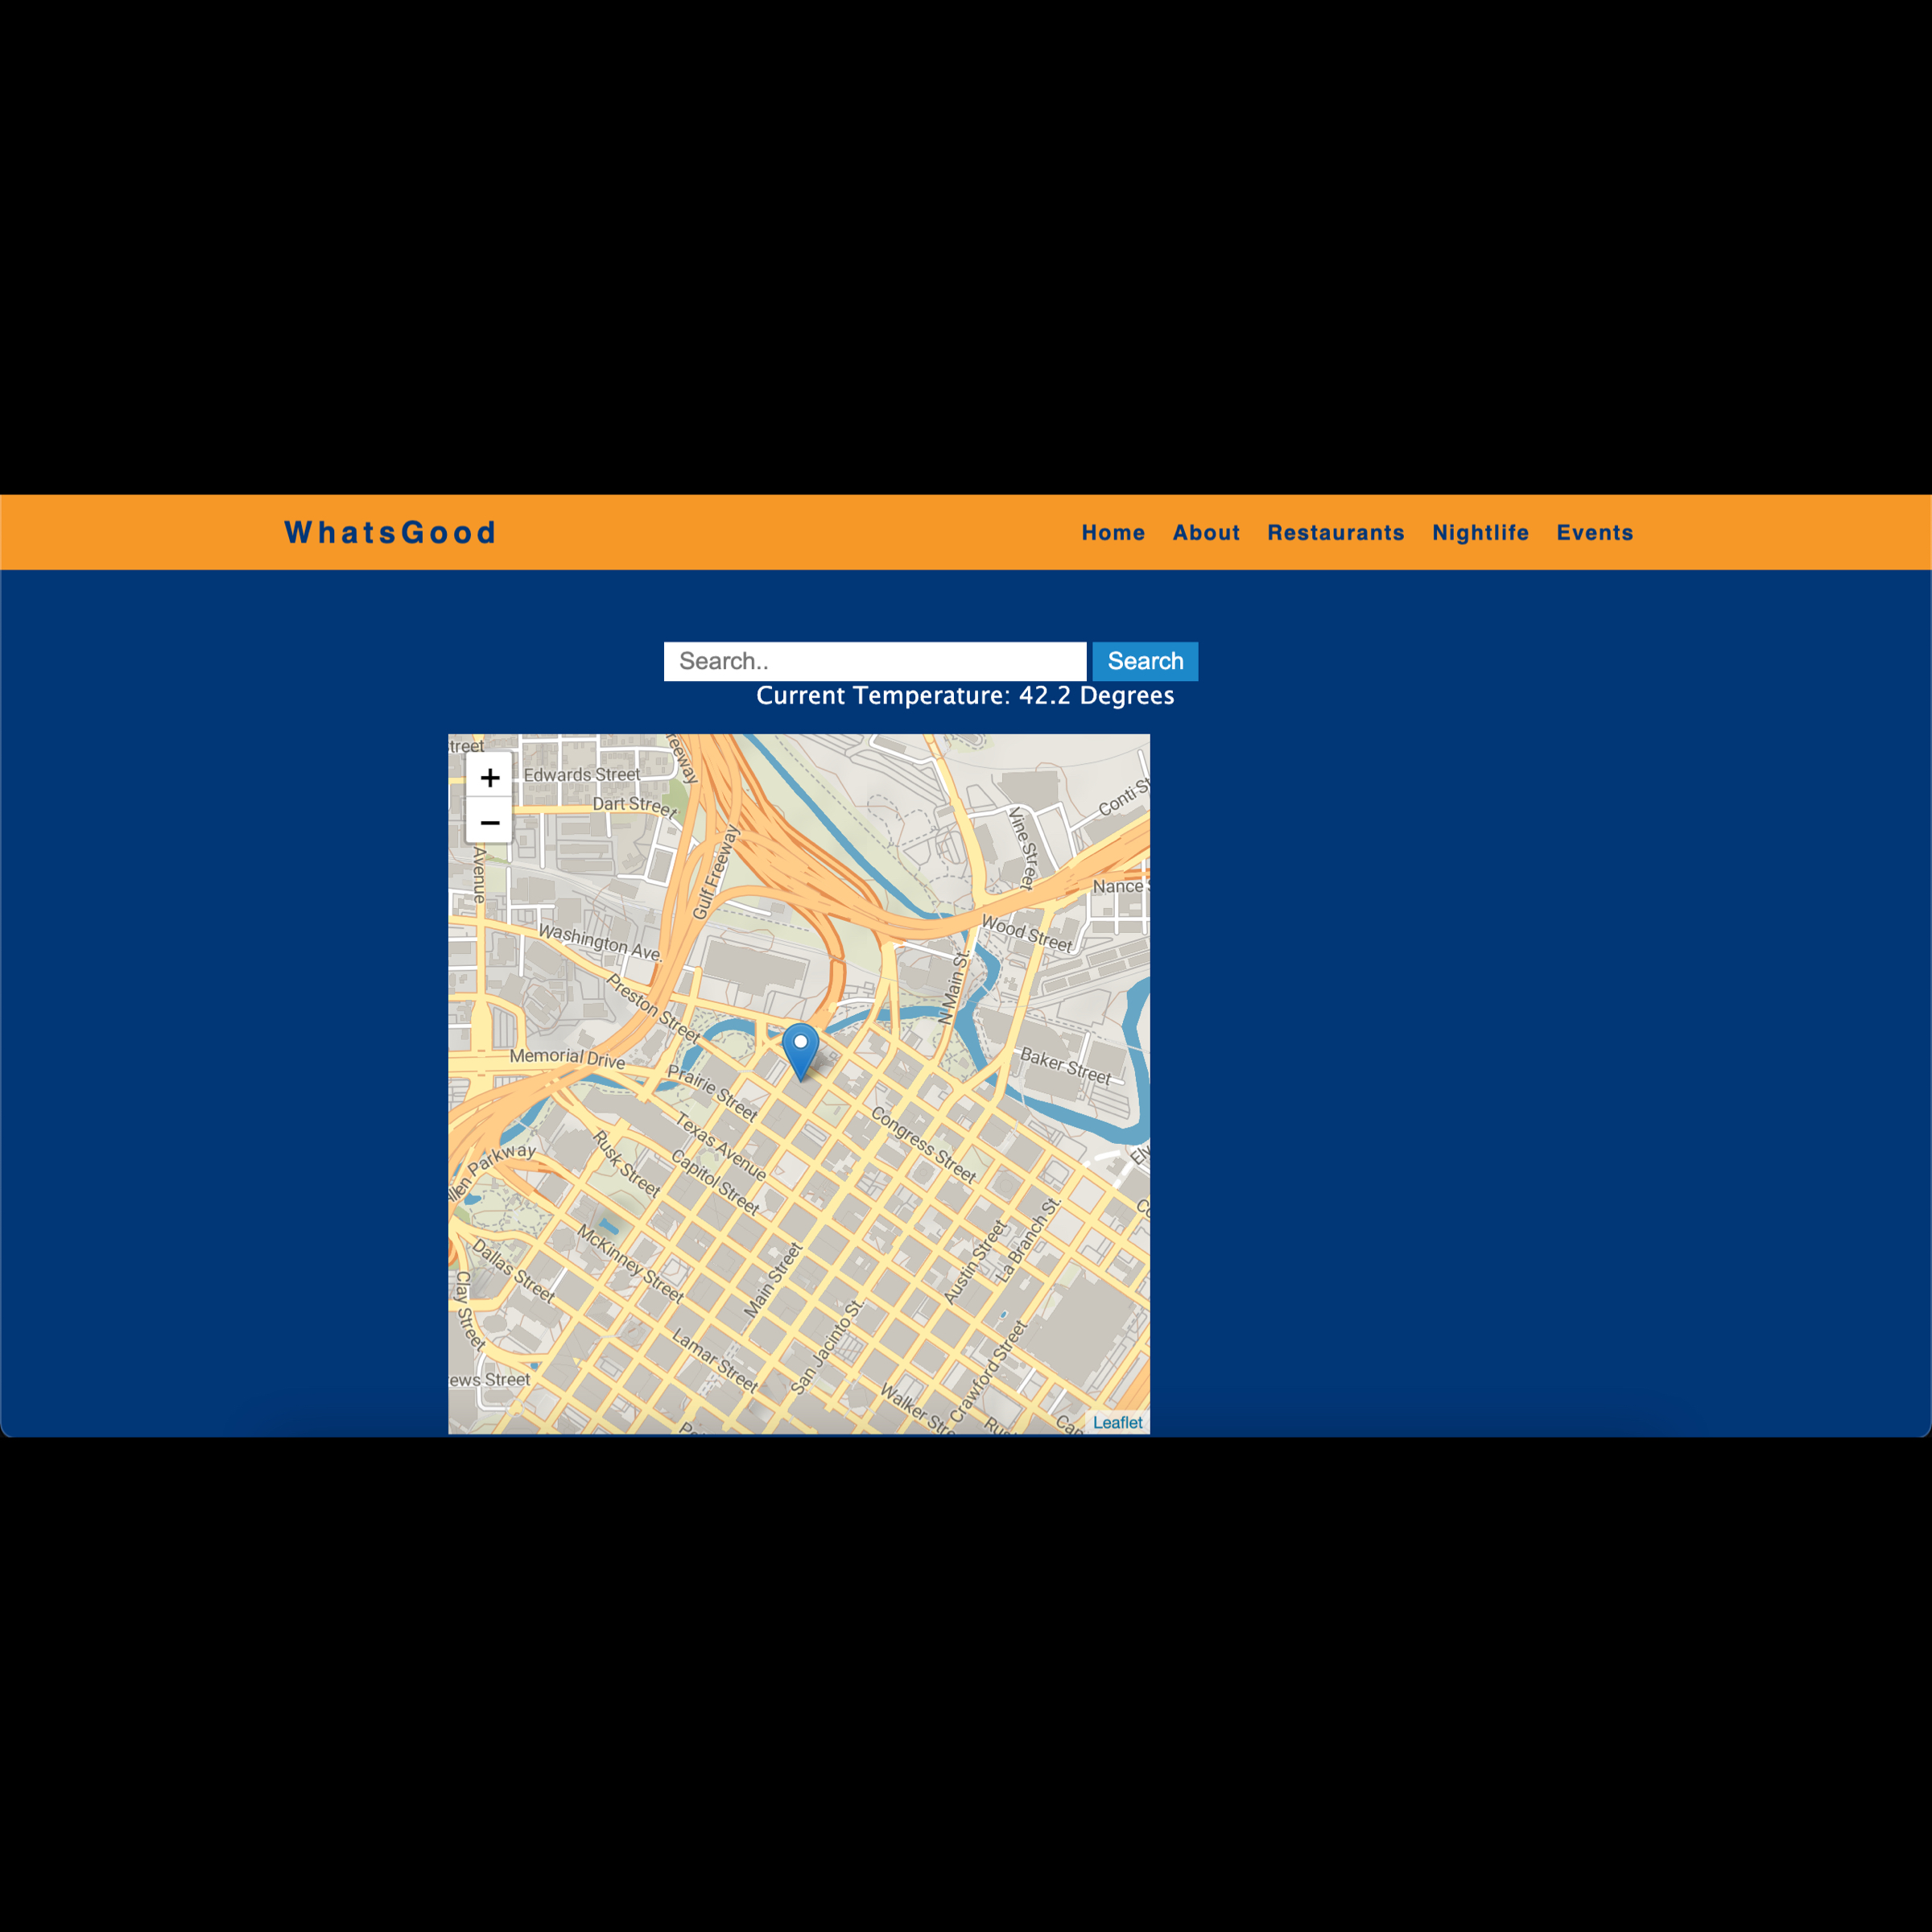 WhatsGood
Home About Restaurants Nightlife Events
Search.. Search
Current Temperature: 42.2 Degrees
treet
reeway
+
Edwards Street
Dart Street
−
Conti S
Vine Street
Avenue
Gulf Freeway
Nance
Washington Ave.
Wood Street
N Main St.
Preston Street
Memorial Drive
Baker Street
Prairie Street
Texas Avenue
Congress Street
Rusk Street
Capitol Street
llen Parkway
McKinney Street
Dallas Street
Main Street
Austin Street
La Branch St.
Clay Street
San Jacinto St.
Crawford Street
Lamar Street
ews Street
Walker Stre
Leaflet